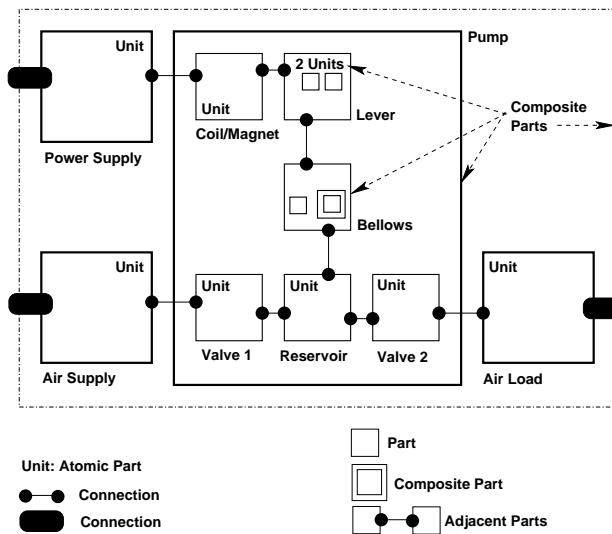 Unit
Power Supply
Unit
Coil/Magnet
2 Units
Lever
Pump
Composite
Parts
Bellows
Unit
Air Supply
Unit
Valve 1
Unit
Reservoir
Unit
Valve 2
Unit
Air Load
Unit: Atomic Part
Connection
Connection
Part
Composite Part
Adjacent Parts